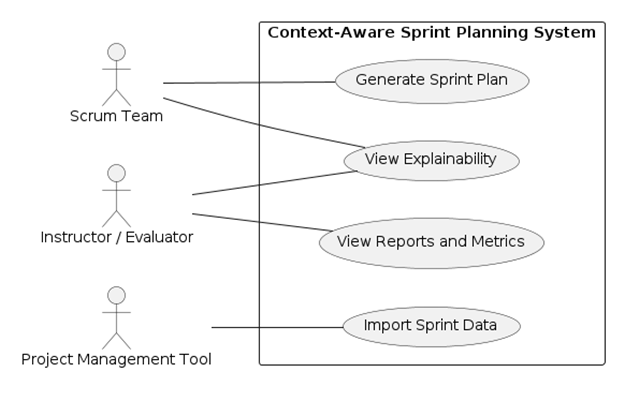 Context-Aware Sprint Planning System
Generate Sprint Plan
Scrum Team
View Explainability
Instructor / Evaluator
View Reports and Metrics
Import Sprint Data
Project Management Tool